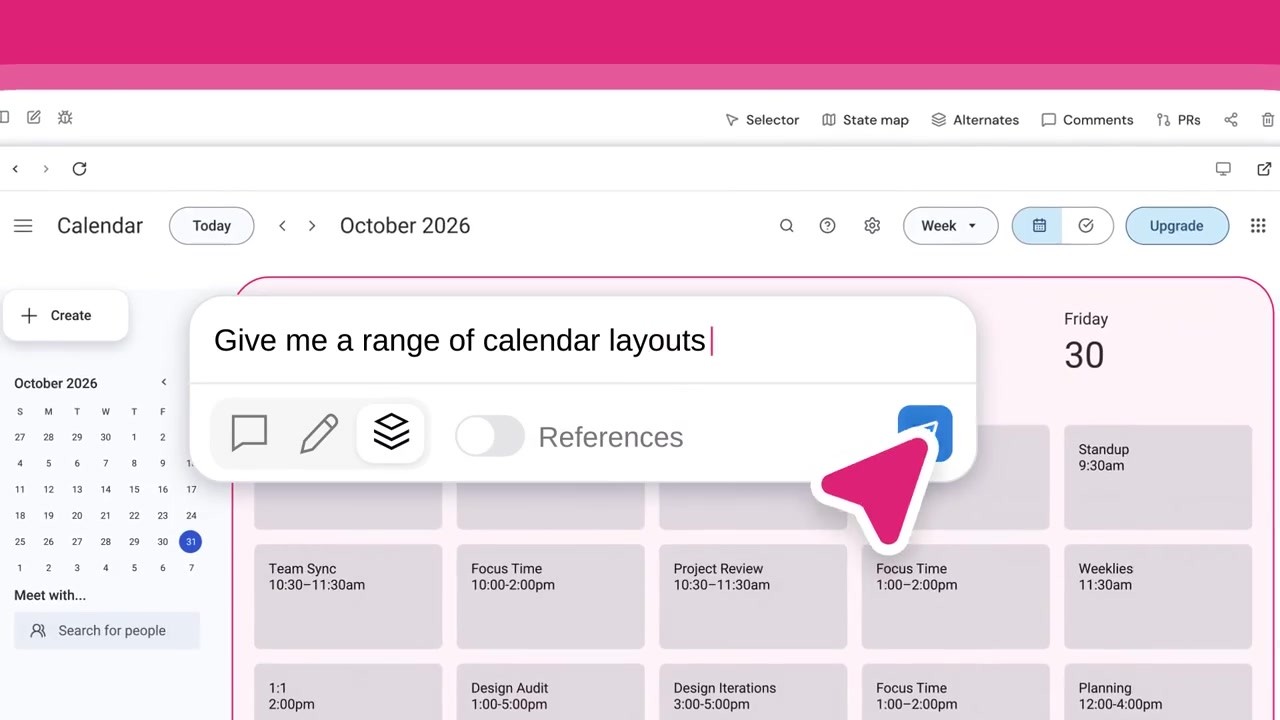 Selector
State map
Alternates
Comments
PRs
Calendar
Today
October 2026
Week
Upgrade
Create
Give me a range of calendar layouts
References
Friday
30
October 2026
S M T W T F
27 28 29 30 1 2
4 5 6 7 8 9
11 12 13 14 15 16 17
18 19 20 21 22 23 24
25 26 27 28 29 30 31
1 2 3 4 5 6 7
Meet with...
Search for people
Standup
9:30am
Team Sync
10:30–11:30am
Focus Time
10:00-2:00pm
Project Review
10:30–11:30am
Focus Time
1:00–2:00pm
Weeklies
11:30am
1:1
2:00pm
Design Audit
1:00-5:00pm
Design Iterations
3:00-5:00pm
Focus Time
1:00–2:00pm
Planning
12:00-4:00pm